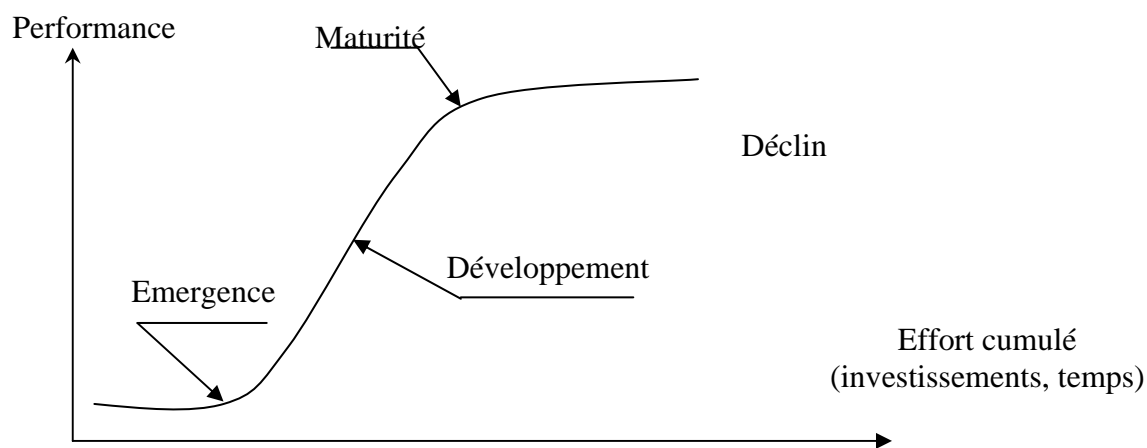 Performance
Maturité
Déclin
Développement
Emergence
Effort cumulé
(investissements, temps)